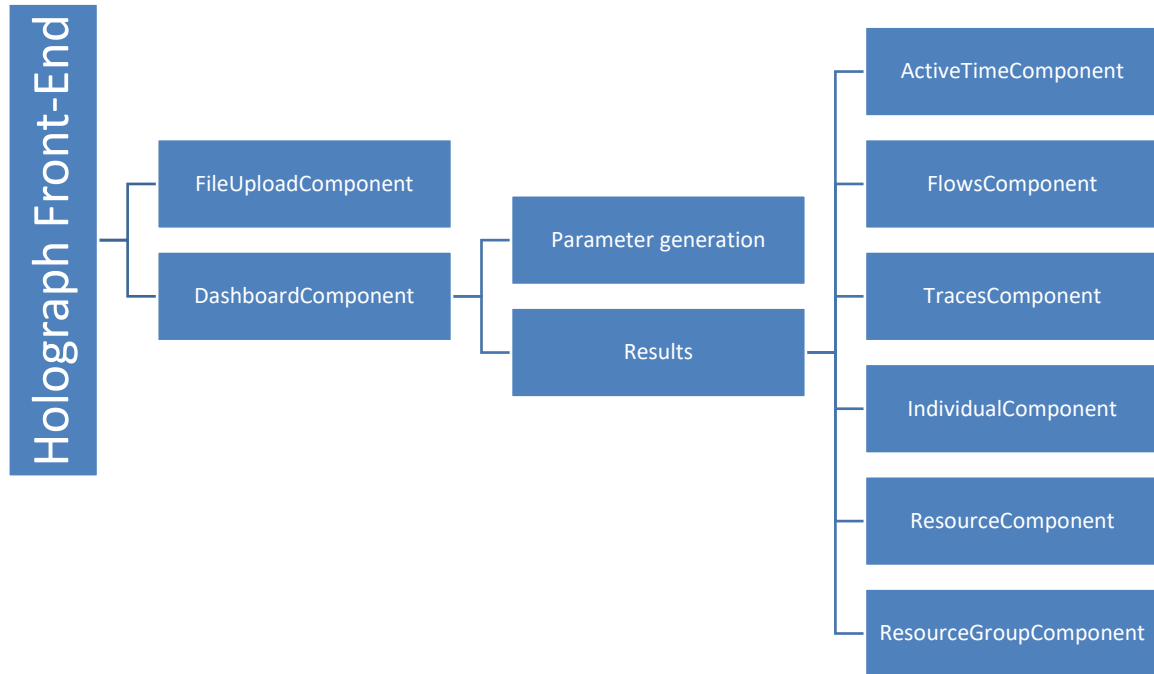 Holograph Front-End
FileUploadComponent
DashboardComponent
Parameter generation
Results
ActiveTimeComponent
FlowsComponent
TracesComponent
IndividualComponent
ResourceComponent
ResourceGroupComponent